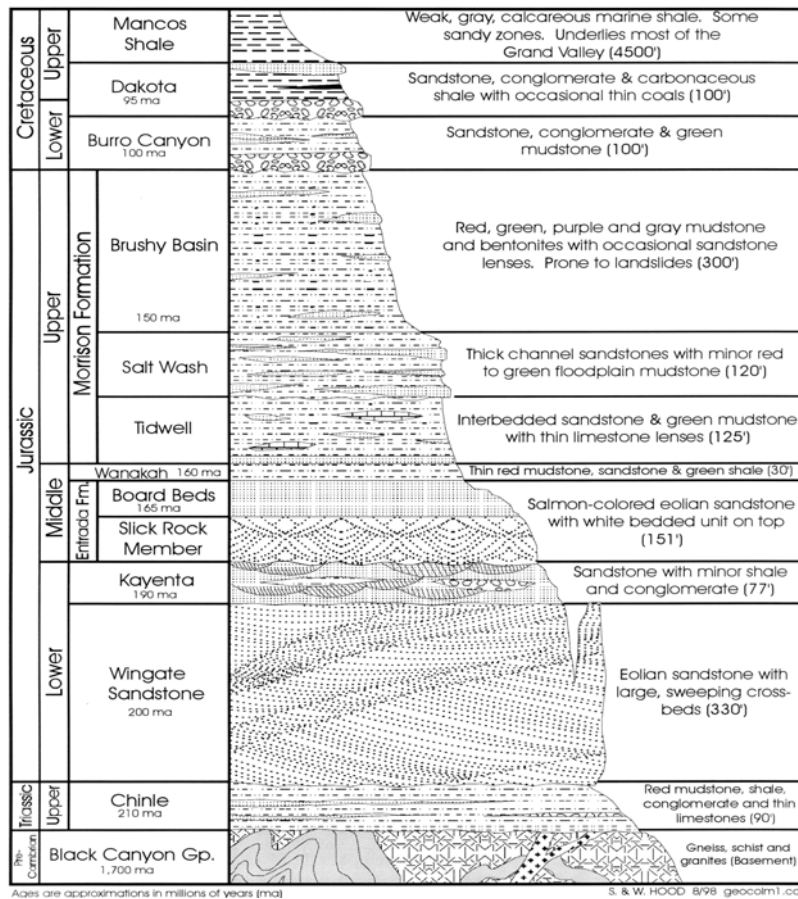 Cretaceous
Upper
Mancos
Shale
Weak, gray, calcareous marine shale. Some
sandy zones. Underlies most of the
Grand Valley (4500')
Dakota
95 ma
Sandstone, conglomerate & carbonaceous
shale with occasional thin coals (100')
Lower
Burro Canyon
100 ma
Sandstone, conglomerate & green
mudstone (100')
Jurassic
Upper
Morrison Formation
Brushy Basin
150 ma
Red, green, purple and gray mudstone
and bentonites with occasional sandstone
lenses. Prone to landslides (300')
Salt Wash
Thick channel sandstones with minor red
to green floodplain mudstone (120')
Tidwell
Interbedded sandstone & green mudstone
with thin limestone lenses (125')
Middle
Wanakah 160 ma
Thin red mudstone, sandstone & green shale (30')
Entrada Fm.
Board Beds
165 ma
Slick Rock
Member
Salmon-colored eolian sandstone
with white bedded unit on top
(151')
Lower
Kayenta
190 ma
Sandstone with minor shale
and conglomerate (77')
Wingate
Sandstone
200 ma
Eolian sandstone with
large, sweeping cross-
beds (330')
Triassic
Upper
Chinle
210 ma
Red mudstone, shale,
conglomerate and thin
limestones (90')
Pre-
Cambrian
Black Canyon Gp.
1,700 ma
Gneiss, schist and
granites (Basement)
Ages are approximations in millions of years (ma)
S. & W. HOOD 8/98 geocolm1.cd